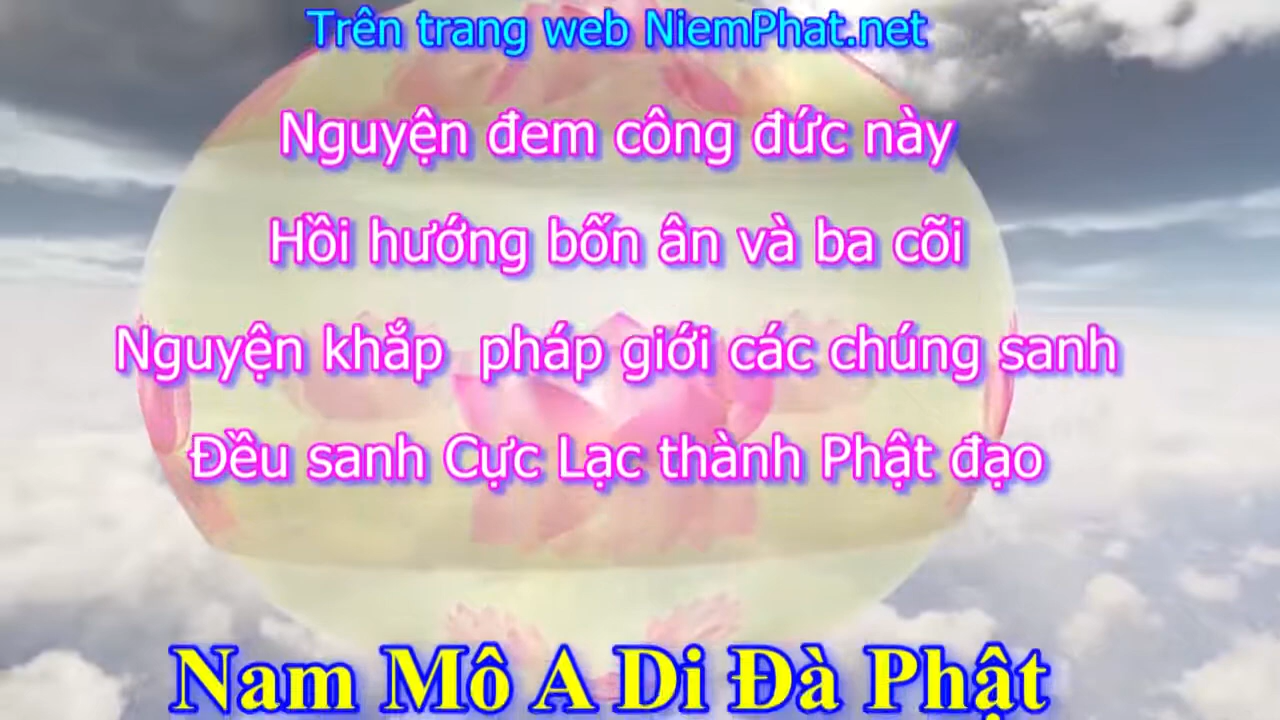 Trên trang web NiemPhat.net
Nguyện đem công đức này
Hồi hướng bốn ân và ba cõi
Nguyện khắp pháp giới các chúng sanh
Đều sanh Cực Lạc thành Phật đạo
Nam Mô A Di Đà Phật